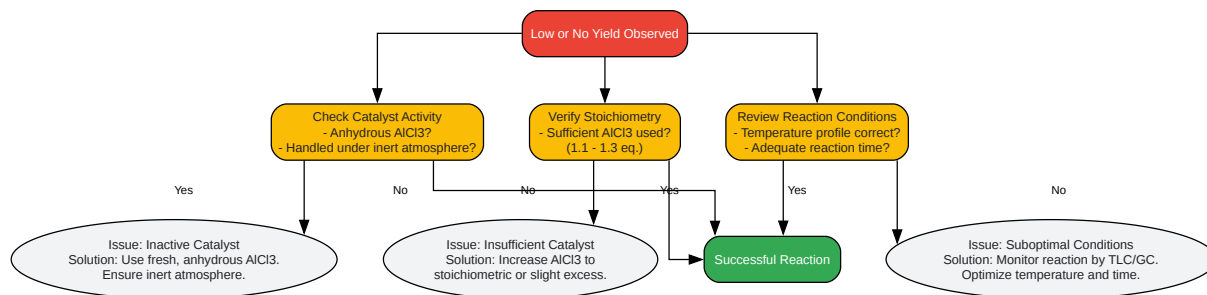 Low or No Yield Observed
Check Catalyst Activity
- Anhydrous AlCl3?
- Handled under inert atmosphere?
Verify Stoichiometry
- Sufficient AlCl3 used?
(1.1 - 1.3 eq.)
Review Reaction Conditions
- Temperature profile correct?
- Adequate reaction time?
Yes
No
No
Yes
Yes
No
Issue: Inactive Catalyst
Solution: Use fresh, anhydrous AlCl3.
Ensure inert atmosphere.
Issue: Insufficient Catalyst
Solution: Increase AlCl3 to
stoichiometric or slight excess.
Successful Reaction
Issue: Suboptimal Conditions
Solution: Monitor reaction by TLC/GC.
Optimize temperature and time.